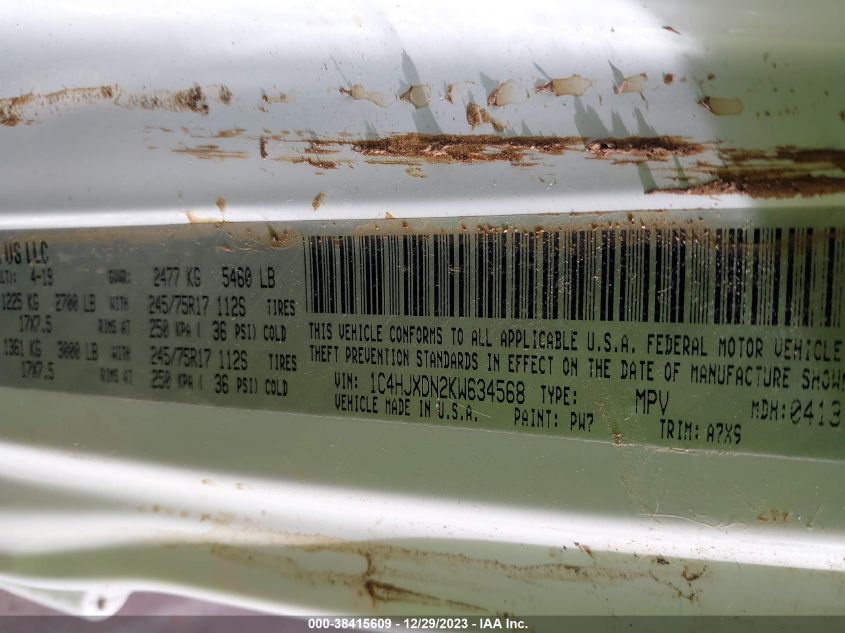 US LLC
4-19 GVWR: 2477 KG 5460 LB
1225 KG 2700 LB WITH 245/75R17 112S TIRES
17X7.5 RIMS AT 250 KPA ( 36 PSI) COLD
1361 KG 3000 LB WITH 245/75R17 112S TIRES
17X7.5 RIMS AT 250 KPA ( 36 PSI) COLD
THIS VEHICLE CONFORMS TO ALL APPLICABLE U.S.A. FEDERAL MOTOR VEHICLE
THEFT PREVENTION STANDARDS IN EFFECT ON THE DATE OF MANUFACTURE SHOWN
VIN: 1C4HJXDN2KW634568 TYPE: MPV MDH: 0413
VEHICLE MADE IN U.S.A. PAINT: PW7 TRIM: A7X9
000-38415609 - 12/29/2023 - IAA Inc.